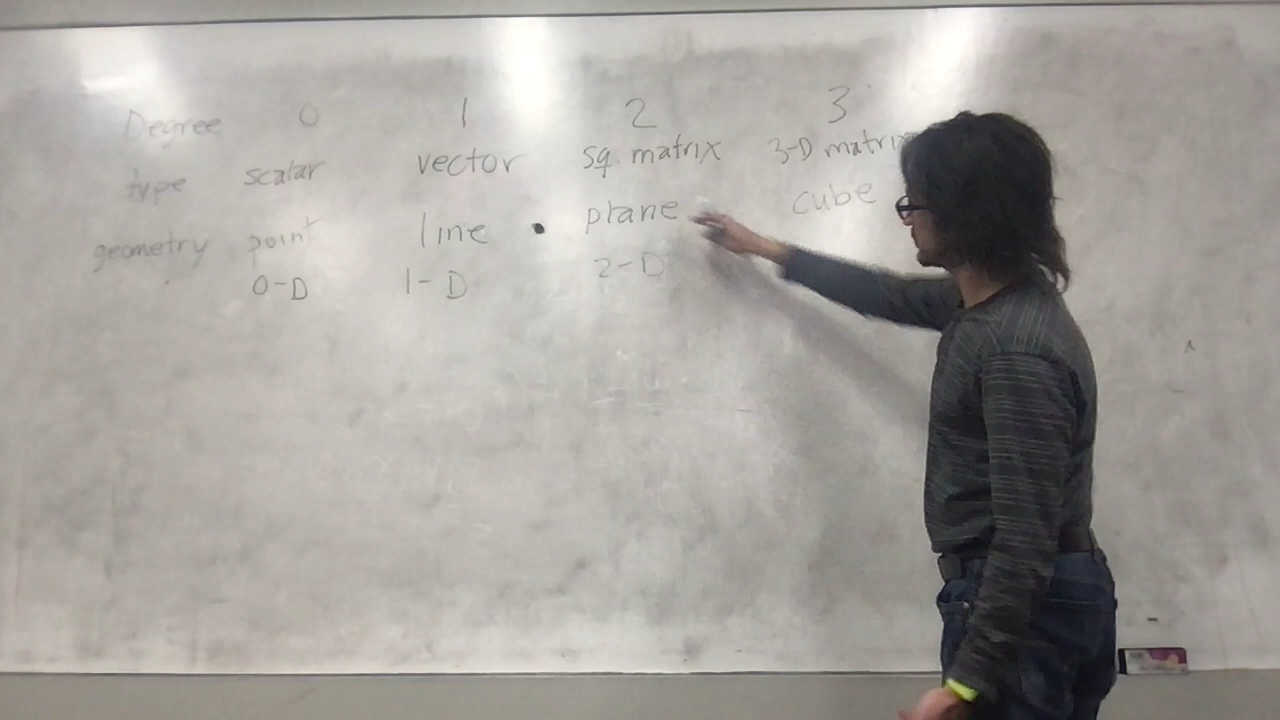 Degree 0 1 2 3
type scalar vector sq. matrix 3-D matrix
geometry point line plane cube
0-D 1-D 2-D